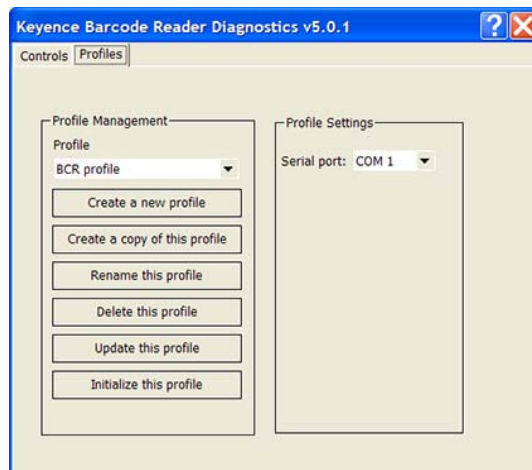 Keyence Barcode Reader Diagnostics v5.0.1
Controls Profiles
Profile Management
Profile
BCR profile
Create a new profile
Create a copy of this profile
Rename this profile
Delete this profile
Update this profile
Initialize this profile
Profile Settings
Serial port: COM 1